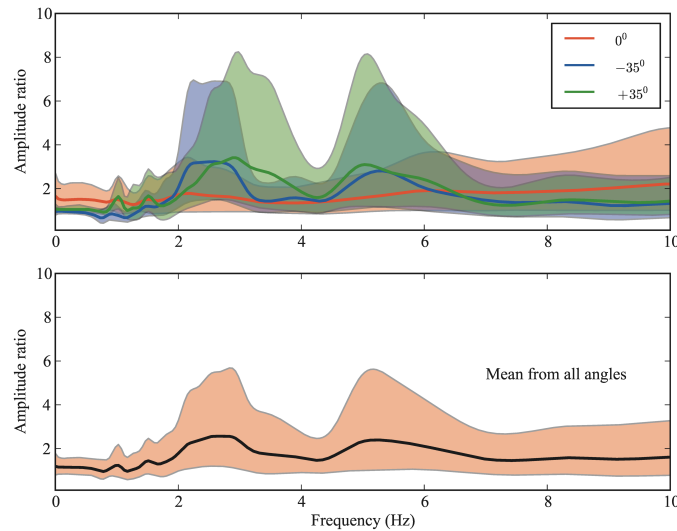 10
8
6
4
2
Amplitude ratio
0⁰
−35⁰
+35⁰
0 2 4 6 8 10
10
8
6
4
2
Amplitude ratio
Mean from all angles
0 2 4 6 8 10
Frequency (Hz)